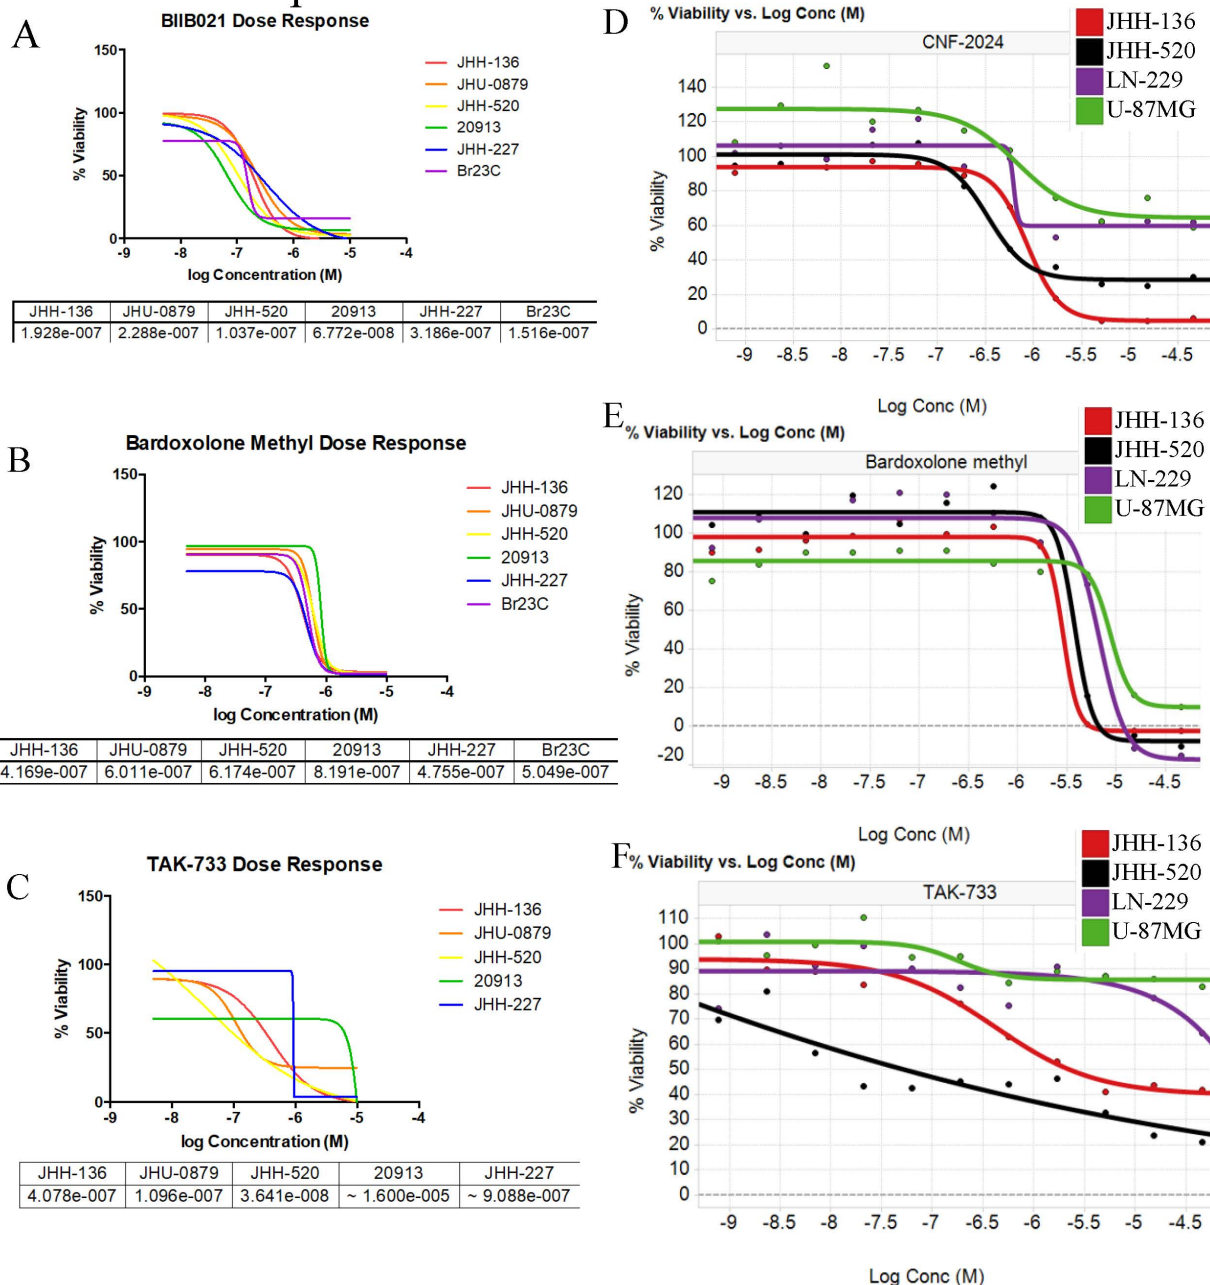 A
BIIB021 Dose Response
150
100
50
0
% Viability
-9 -8 -7 -6 -5 -4
log Concentration (M)
JHH-136
JHU-0879
JHH-520
20913
JHH-227
Br23C
JHH-136 JHU-0879 JHH-520 20913 JHH-227 Br23C
1.928e-007 2.288e-007 1.037e-007 6.772e-008 3.186e-007 1.516e-007
B
Bardoxolone Methyl Dose Response
150
100
50
0
% Viability
-9 -8 -7 -6 -5 -4
log Concentration (M)
JHH-136
JHU-0879
JHH-520
20913
JHH-227
Br23C
JHH-136 JHU-0879 JHH-520 20913 JHH-227 Br23C
4.169e-007 6.011e-007 6.174e-007 8.191e-007 4.755e-007 5.049e-007
C
TAK-733 Dose Response
150
100
50
0
% Viability
-9 -8 -7 -6 -5 -4
log Concentration (M)
JHH-136
JHU-0879
JHH-520
20913
JHH-227
JHH-136 JHU-0879 JHH-520 20913 JHH-227
4.078e-007 1.096e-007 3.641e-008 ~ 1.600e-005 ~ 9.088e-007
D
% Viability vs. Log Conc (M)
CNF-2024
JHH-136
JHH-520
LN-229
U-87MG
140
120
100
80
60
40
20
0
% Viability
-9 -8.5 -8 -7.5 -7 -6.5 -6 -5.5 -5 -4.5
Log Conc (M)
E
% Viability vs. Log Conc (M)
Bardoxolone methyl
JHH-136
JHH-520
LN-229
U-87MG
120
100
80
60
40
20
0
-20
% Viability
-9 -8.5 -8 -7.5 -7 -6.5 -6 -5.5 -5 -4.5
Log Conc (M)
F
% Viability vs. Log Conc (M)
TAK-733
JHH-136
JHH-520
LN-229
U-87MG
110
100
90
80
70
60
50
40
30
20
10
0
% Viability
-9 -8.5 -8 -7.5 -7 -6.5 -6 -5.5 -5 -4.5
Log Conc (M)